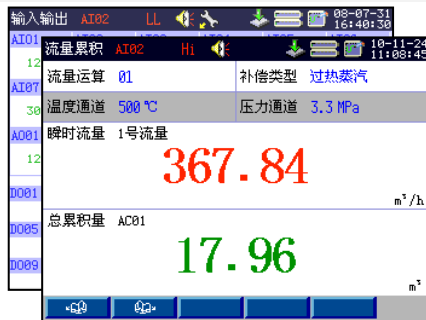 输入输出 AI02 LL 08-07-31 16:40:30
AI01
12
AI07
30
AO01
12
DO01
DO05
DO09
流量累积 AI02 Hi 10-11-24 11:08:45
流量运算 01 补偿类型 过热蒸汽
温度通道 500℃ 压力通道 3.3 MPa
瞬时流量 1号流量
367.84
m³/h
总累积量 AC01
17.96
m³